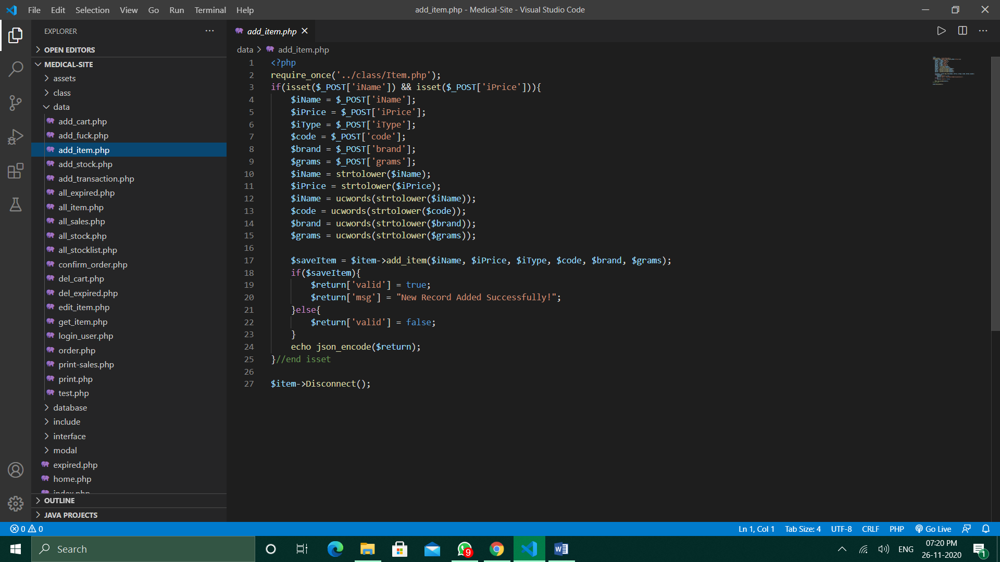 File Edit Selection View Go Run Terminal Help
add_item.php - Medical-Site - Visual Studio Code
EXPLORER
OPEN EDITORS
MEDICAL-SITE
assets
class
data
add_cart.php
add_fuck.php
add_item.php
add_stock.php
add_transaction.php
all_expired.php
all_item.php
all_sales.php
all_stock.php
all_stocklist.php
confirm_order.php
del_cart.php
del_expired.php
edit_item.php
get_item.php
login_user.php
order.php
print-sales.php
print.php
test.php
database
include
interface
modal
expired.php
home.php
index.php
OUTLINE
JAVA PROJECTS
add_item.php
data > add_item.php
1 <?php
2 require_once('../class/Item.php');
3 if(isset($_POST['iName']) && isset($_POST['iPrice'])){
4 $iName = $_POST['iName'];
5 $iPrice = $_POST['iPrice'];
6 $iType = $_POST['iType'];
7 $code = $_POST['code'];
8 $brand = $_POST['brand'];
9 $grams = $_POST['grams'];
10 $iName = strtolower($iName);
11 $iPrice = strtolower($iPrice);
12 $iName = ucwords(strtolower($iName));
13 $code = ucwords(strtolower($code));
14 $brand = ucwords(strtolower($brand));
15 $grams = ucwords(strtolower($grams));
16
17 $saveItem = $item->add_item($iName, $iPrice, $iType, $code, $brand, $grams);
18 if($saveItem){
19 $return['valid'] = true;
20 $return['msg'] = "New Record Added Successfully!";
21 }else{
22 $return['valid'] = false;
23 }
24 echo json_encode($return);
25 }//end isset
26
27 $item->Disconnect();
0 0
Ln 1, Col 1 Tab Size: 4 UTF-8 CRLF PHP Go Live
Search
9
ENG
07:20 PM
26-11-2020
1